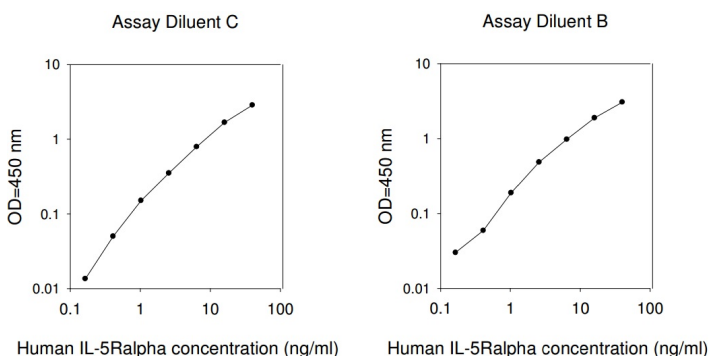 Assay Diluent C
10
1
0.1
0.01
0.1 1 10 100
OD=450 nm
Human IL-5Ralpha concentration (ng/ml)
Assay Diluent B
10
1
0.1
0.01
0.1 1 10 100
OD=450 nm
Human IL-5Ralpha concentration (ng/ml)